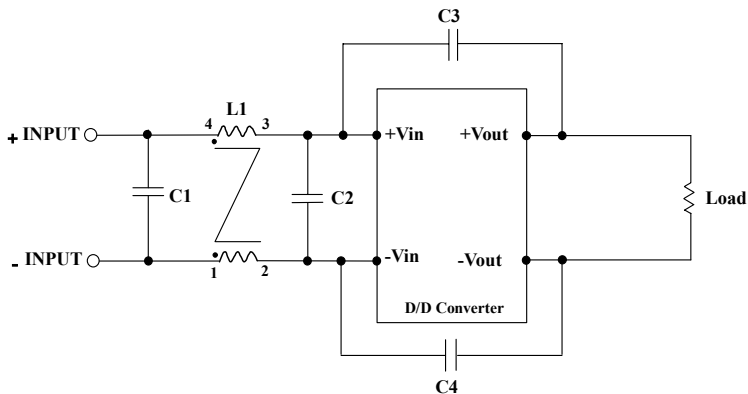 C3
L1
+ INPUT
4
3
+Vin
+Vout
C1
C2
Load
- INPUT
1
2
-Vin
-Vout
D/D Converter
C4